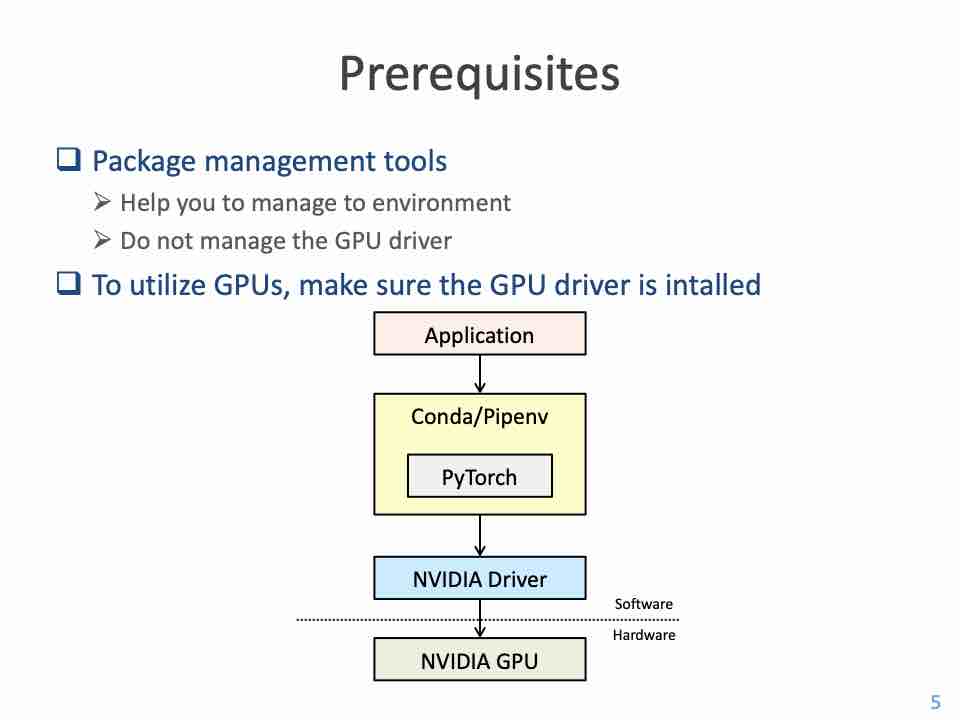 Prerequisites
Package management tools
Help you to manage to environment
Do not manage the GPU driver
To utilize GPUs, make sure the GPU driver is intalled
Application
Conda/Pipenv
PyTorch
NVIDIA Driver
Software
Hardware
NVIDIA GPU
5